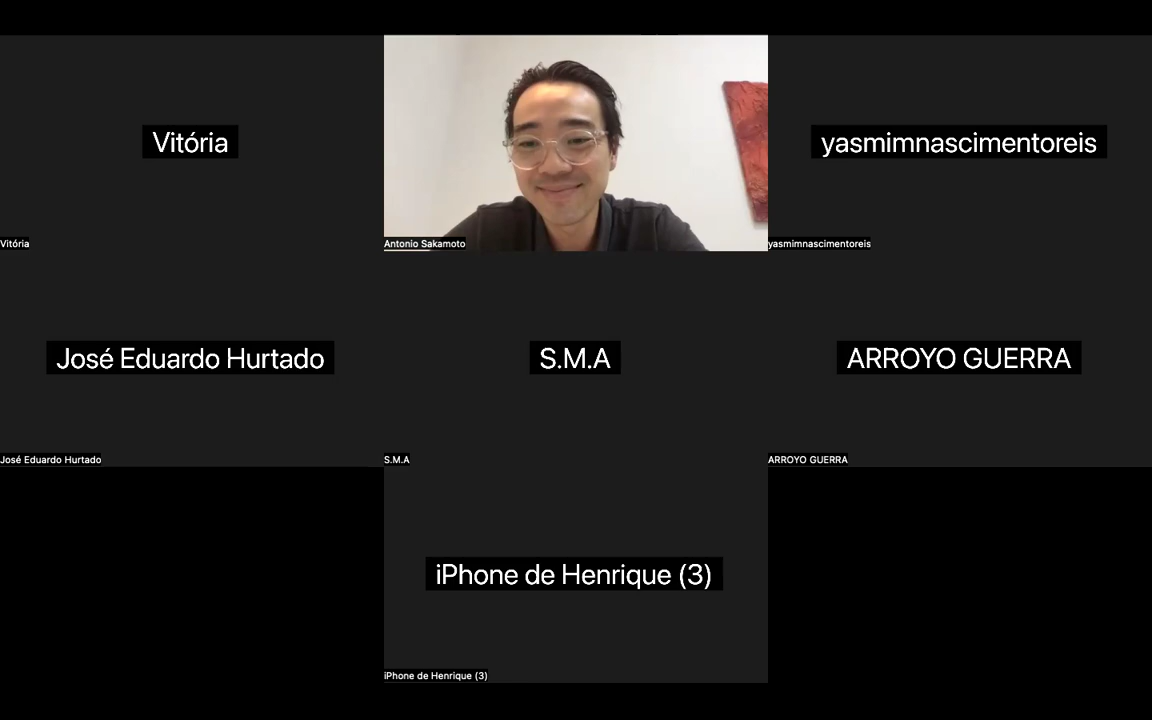 Vitória
yasmimnascimentoreis
Vitória
Antonio Sakamoto
yasmimnascimentoreis
José Eduardo Hurtado
S.M.A
ARROYO GUERRA
José Eduardo Hurtado
S.M.A
ARROYO GUERRA
iPhone de Henrique (3)
iPhone de Henrique (3)